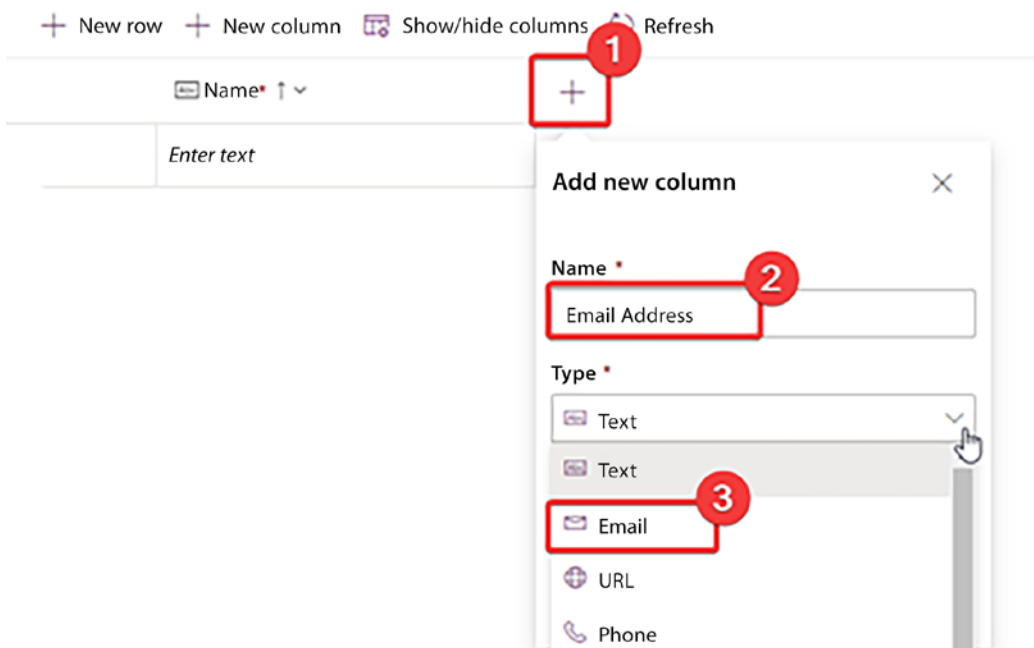 New row New column Show/hide columns Refresh
1
Name*
Enter text
Add new column
Name *
2
Email Address
Type *
Text
Text
3
Email
URL
Phone